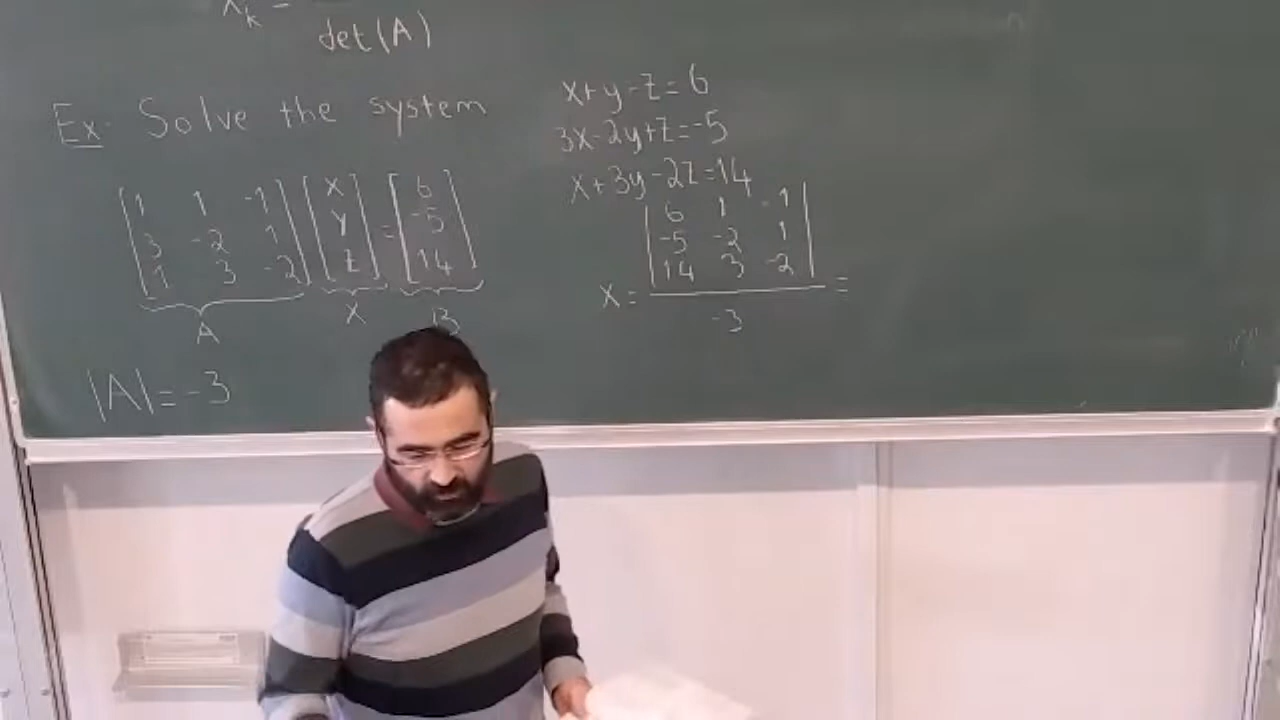 x_k =
det(A)
Ex: Solve the system
x+y-z=6
3x-2y+z=-5
x+3y-2z=14
1 1 -1 x 6
3 -2 1 y = -5
1 3 -2 z 14
A X B
|A|=-3
6 1 -1
-5 -2 1
14 3 -2
x= =
-3